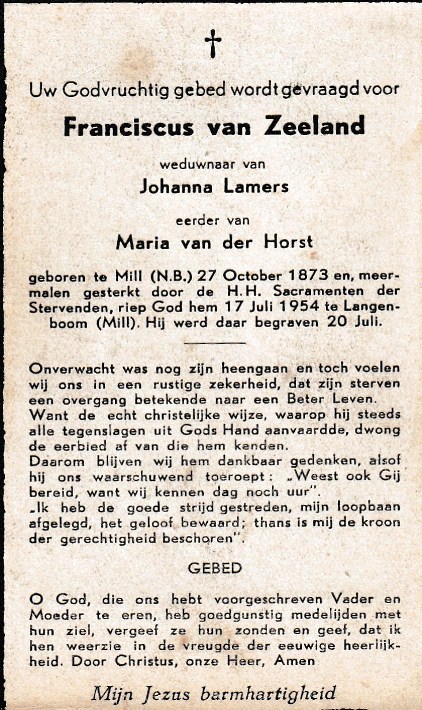 Uw Godvruchtig gebed wordt gevraagd voor
Franciscus van Zeeland
weduwnaar van
Johanna Lamers
eerder van
Maria van der Horst
geboren te Mill (N.B.) 27 October 1873 en, meer-
malen gesterkt door de H.H. Sacramenten der
Stervenden, riep God hem 17 Juli 1954 te Langen-
boom (Mill). Hij werd daar begraven 20 Juli.
Onverwacht was nog zijn heengaan en toch voelen
wij ons in een rustige zekerheid, dat zijn sterven
een overgang betekende naar een Beter Leven.
Want de echt christelijke wijze, waarop hij steeds
alle tegenslagen uit Gods Hand aanvaardde, dwong
de eerbied af van die hem kenden.
Daarom blijven wij hem dankbaar gedenken, alsof
hij ons waarschuwend toeroept: „Weest ook Gij
bereid, want wij kennen dag noch uur".
„Ik heb de goede strijd gestreden, mijn loopbaan
afgelegd, het geloof bewaard; thans is mij de kroon
der gerechtigheid beschoren".
GEBED
O God, die ons hebt voorgeschreven Vader en
Moeder te eren, heb goedgunstig medelijden met
hun ziel, vergeef ze hun zonden en geef, dat ik
hen weerzie in de vreugde der eeuwige heerlijk-
heid. Door Christus, onze Heer, Amen
Mijn Jezus barmhartigheid